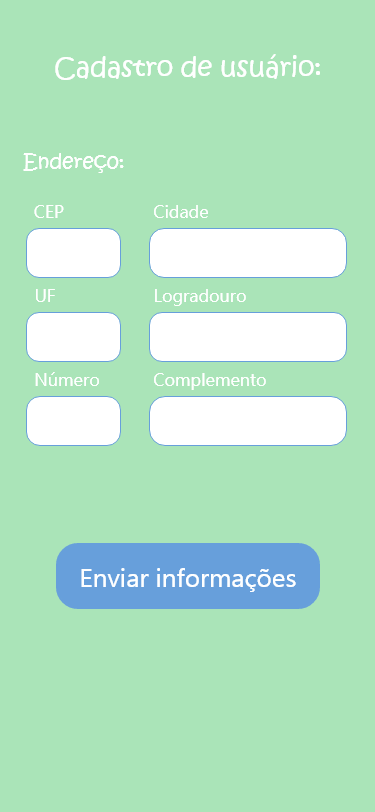 Cadastro de usuário:
Endereço:
CEP Cidade
UF Logradouro
Número Complemento
Enviar informações